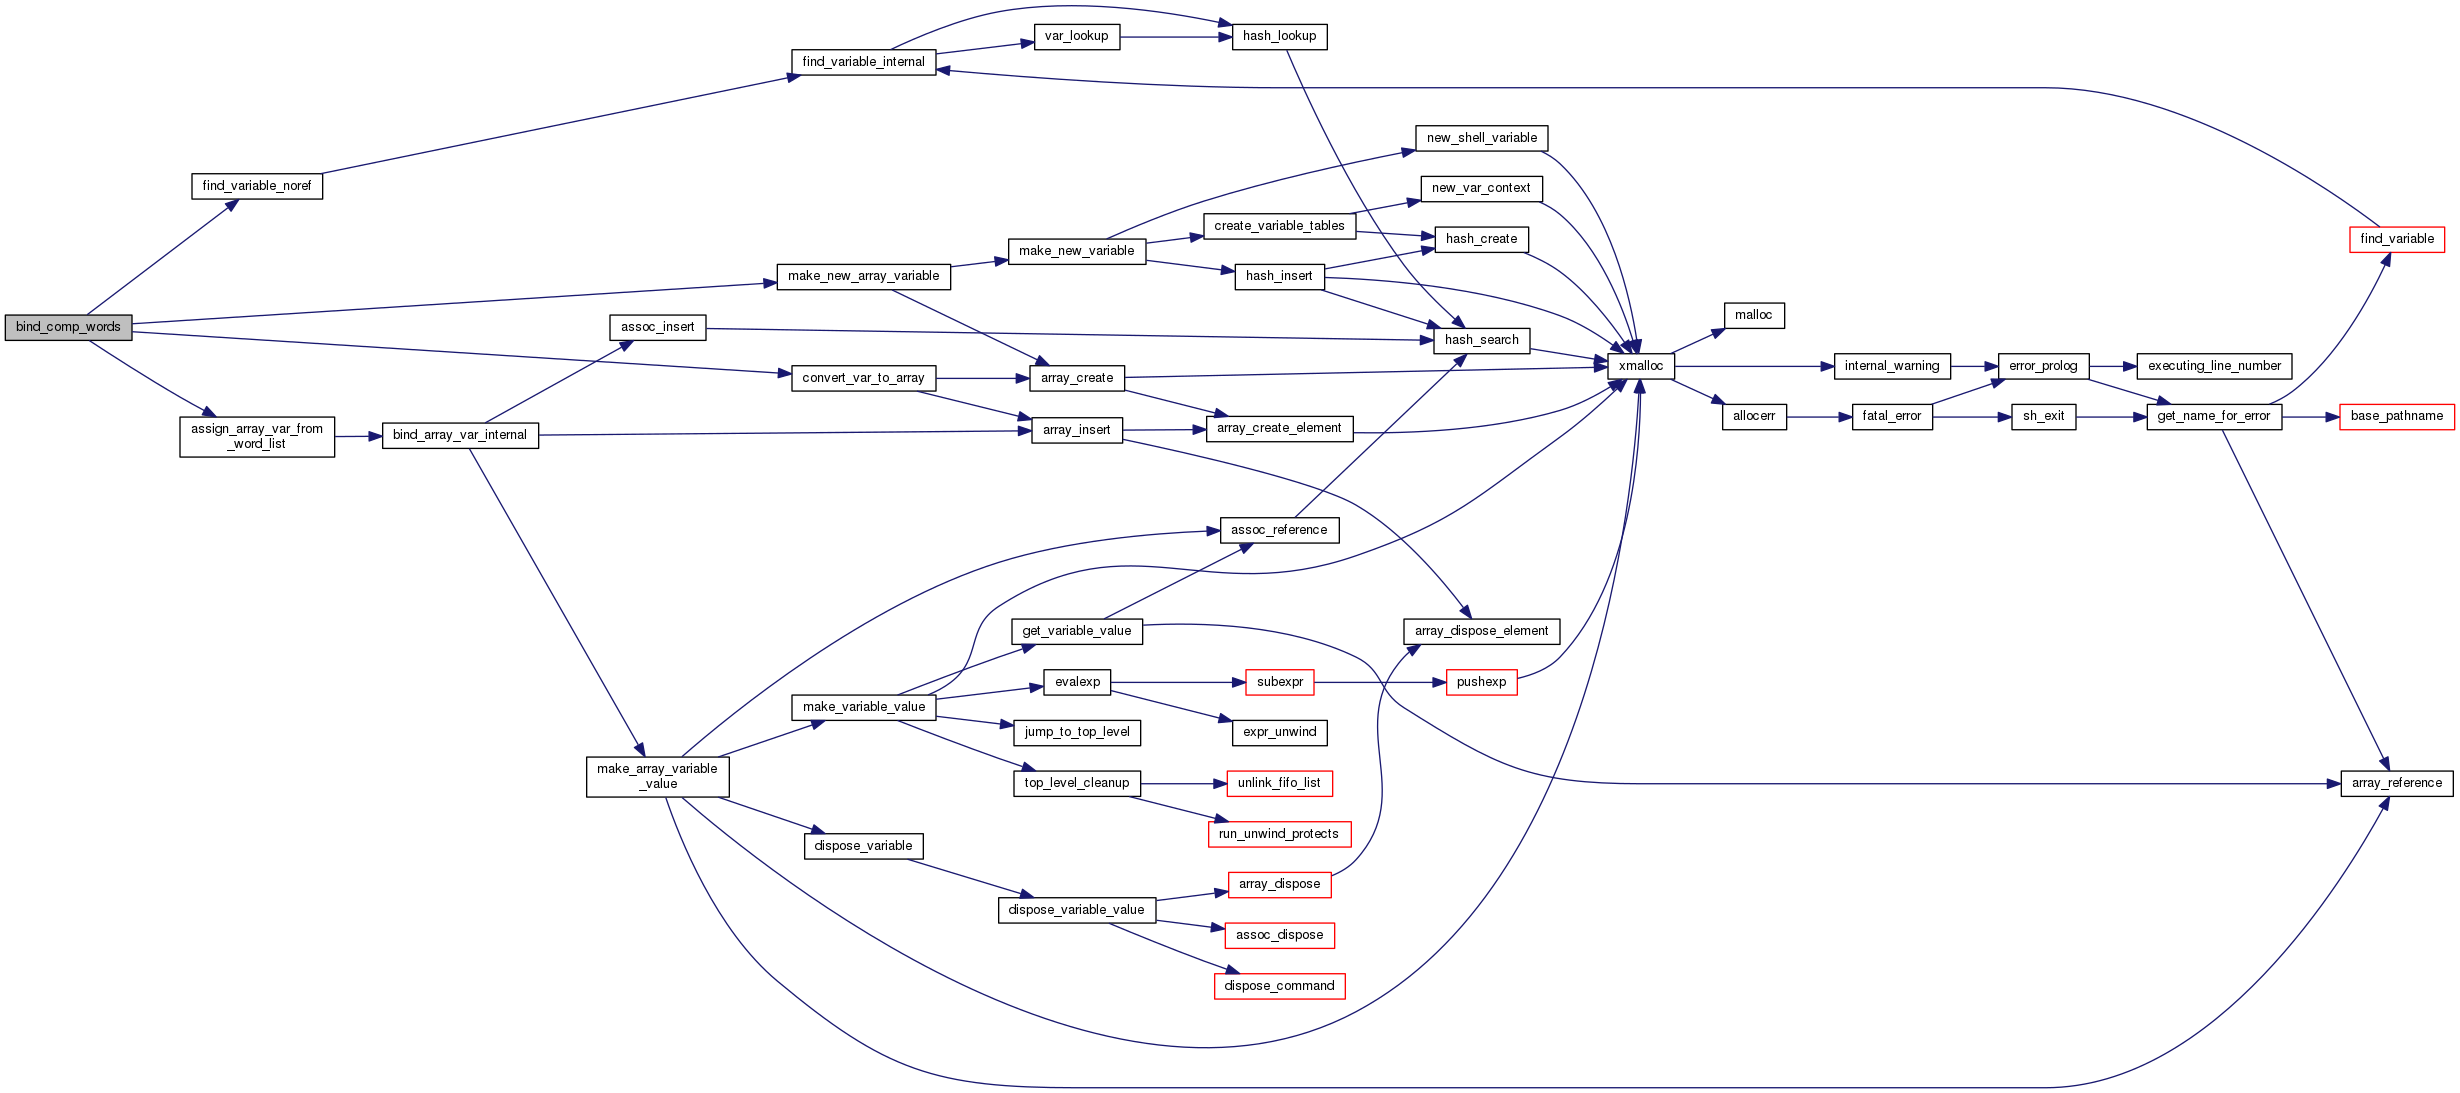 bind_comp_words
find_variable_noref
assign_array_var_from
_word_list
bind_array_var_internal
assoc_insert
make_array_variable
_value
find_variable_internal
make_new_array_variable
convert_var_to_array
make_variable_value
dispose_variable
var_lookup
make_new_variable
array_create
array_insert
get_variable_value
evalexp
jump_to_top_level
top_level_cleanup
dispose_variable_value
hash_lookup
create_variable_tables
hash_insert
array_create_element
assoc_reference
subexpr
expr_unwind
unlink_fifo_list
run_unwind_protects
array_dispose
assoc_dispose
dispose_command
new_shell_variable
new_var_context
hash_create
hash_search
array_dispose_element
pushexp
xmalloc
malloc
allocerr
internal_warning
fatal_error
error_prolog
sh_exit
executing_line_number
get_name_for_error
find_variable
base_pathname
array_reference